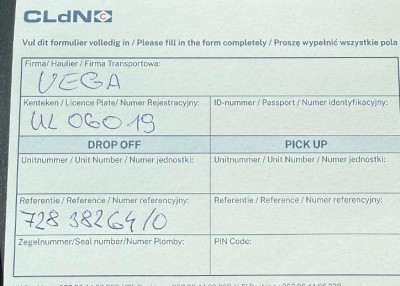 CLdN C
Vul dit formulier volledig in / Please fill in the form completely / Proszę wypełnić wszystkie pola
Firma/ Haulier / Firma Transportowa:
VEGA
Kenteken / Licence Plate/ Numer Rejestracyjny:
ID-nummer / Passport / Numer identyfikacyjny:
WL 06019
DROP OFF
PICK UP
Unitnummer / Unit Number / Numer jednostki:
Unitnummer / Unit Number / Numer jednostki:
Referentie / Reference / Numer referencyjny:
Referentie / Reference / Numer referencyjny:
72838264/0
Zegelnummer/Seal number/Numer Plomby:
PIN Code: